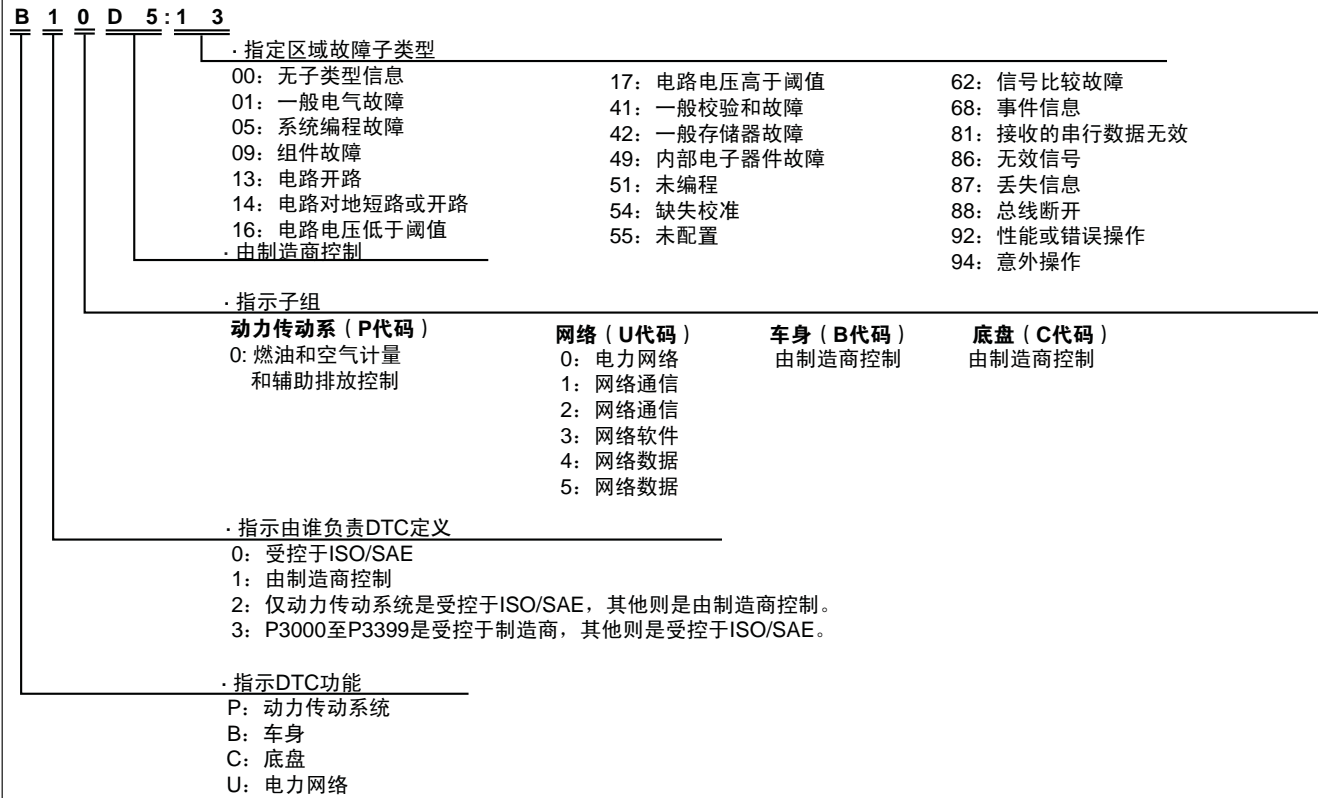 B 1 0 D 5:1 3
· 指定区域故障子类型
00：无子类型信息
01：一般电气故障
05：系统编程故障
09：组件故障
13：电路开路
14：电路对地短路或开路
16：电路电压低于阈值
17：电路电压高于阈值
41：一般校验和故障
42：一般存储器故障
49：内部电子器件故障
51：未编程
54：缺失校准
55：未配置
62：信号比较故障
68：事件信息
81：接收的串行数据无效
86：无效信号
87：丢失信息
88：总线断开
92：性能或错误操作
94：意外操作
· 由制造商控制
· 指示子组
动力传动系（P代码）
0: 燃油和空气计量
和辅助排放控制
网络（U代码）
0：电力网络
1：网络通信
2：网络通信
3：网络软件
4：网络数据
5：网络数据
车身（B代码）
由制造商控制
底盘（C代码）
由制造商控制
· 指示由谁负责DTC定义
0：受控于ISO/SAE
1：由制造商控制
2：仅动力传动系统是受控于ISO/SAE，其他则是由制造商控制。
3：P3000至P3399是受控于制造商，其他则是受控于ISO/SAE。
· 指示DTC功能
P：动力传动系统
B：车身
C：底盘
U：电力网络